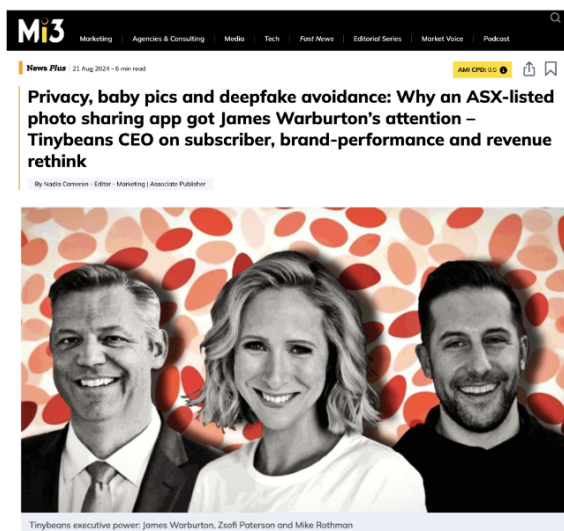 Mi3
Marketing | Agencies & Consulting | Media | Tech | Fast News | Editorial Series | Market Voice | Podcast
News Plus 21 Aug 2024 - 6 min read
AMI CPD: 0.5
Privacy, baby pics and deepfake avoidance: Why an ASX-listed
photo sharing app got James Warburton's attention –
Tinybeans CEO on subscriber, brand-performance and revenue
rethink
By Nadia Cameron - Editor - Marketing | Associate Publisher
Tinybeans executive power: James Warburton, Zsofi Paterson and Mike Rothman